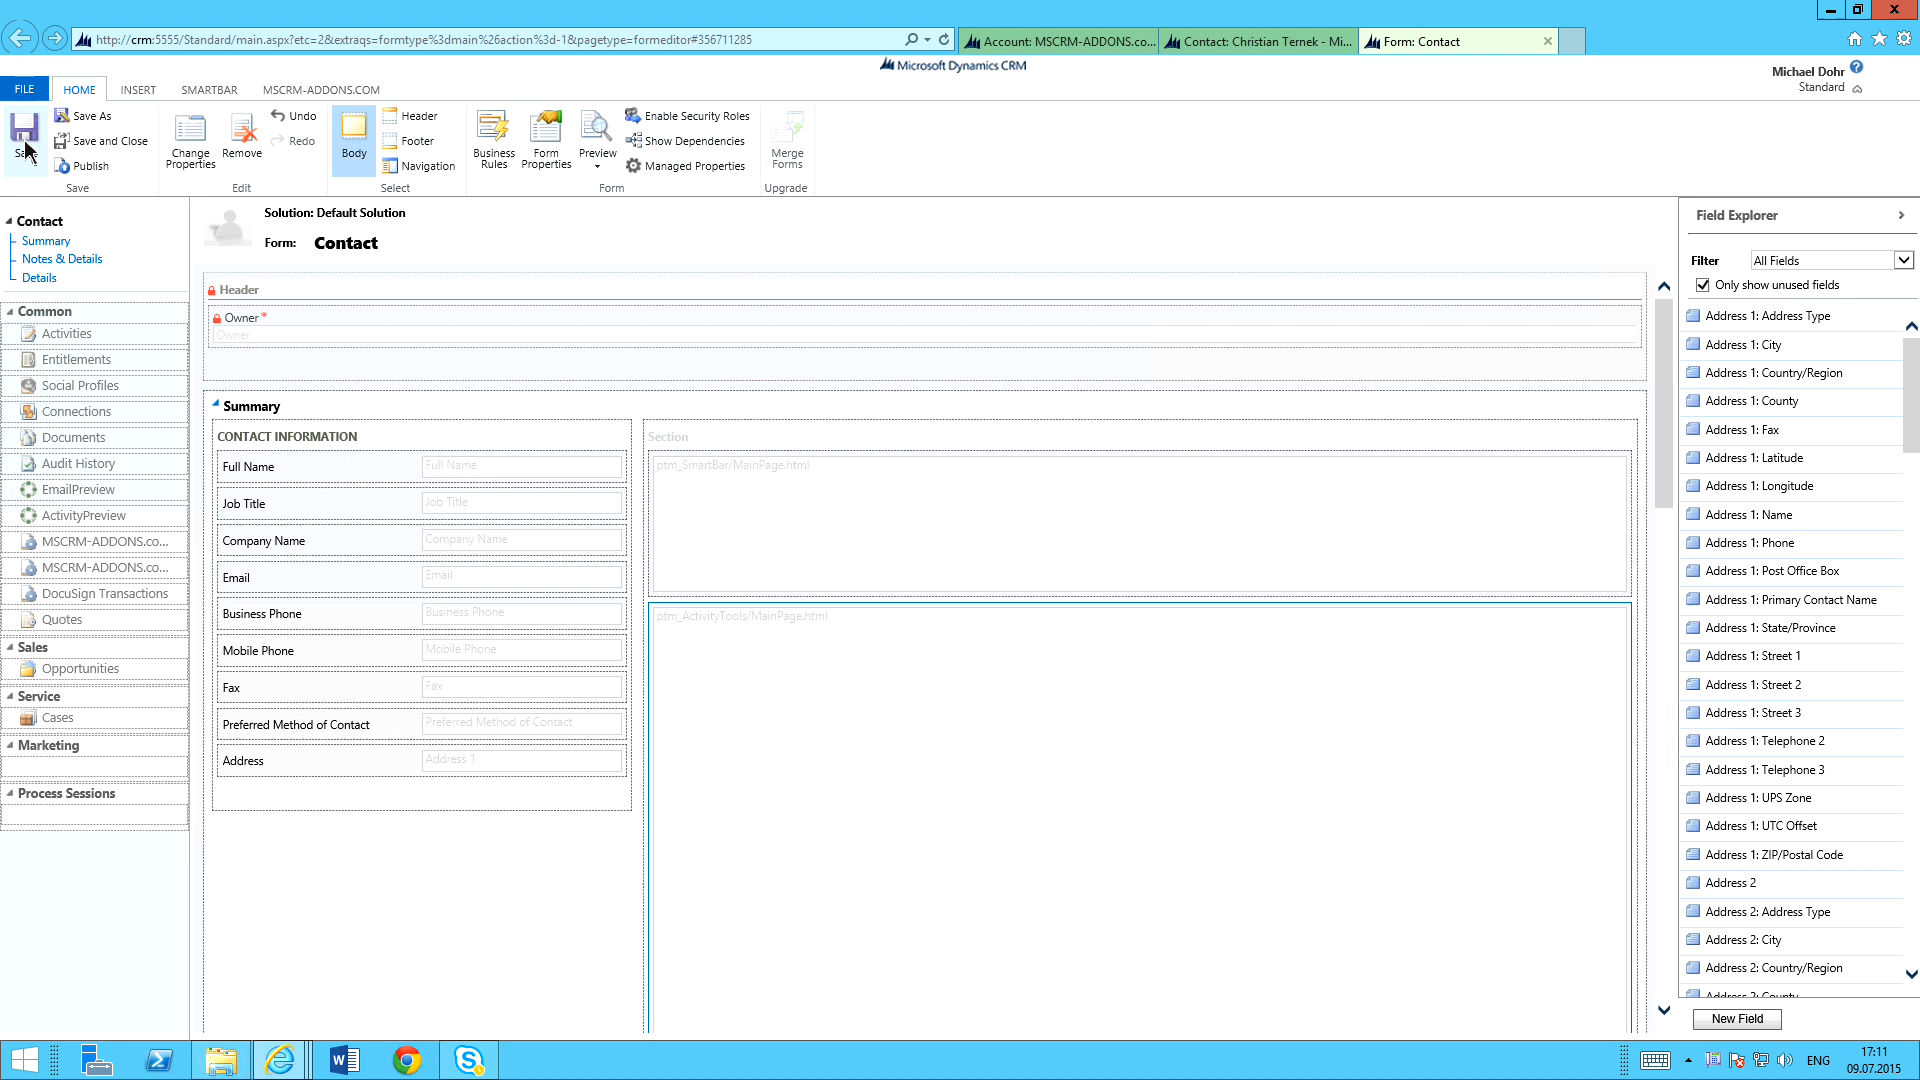 http://crm:5555/Standard/main.aspx?etc=2&extraqs=formtype%3dmain%26action%3d-1&pagetype=formeditor#356711285
Account: MSCRM-ADDONS.co...
Contact: Christian Ternek - Mi...
Form: Contact
Microsoft Dynamics CRM
Michael Dohr
Standard
FILE
HOME
INSERT
SMARTBAR
MSCRM-ADDONS.COM
Save As
Save and Close
Publish
Save
Change Properties
Remove
Edit
Undo
Redo
Body
Header
Footer
Navigation
Select
Business Rules
Form Properties
Preview
Enable Security Roles
Show Dependencies
Managed Properties
Form
Merge Forms
Upgrade
Contact
Summary
Notes & Details
Details
Common
Activities
Entitlements
Social Profiles
Connections
Documents
Audit History
EmailPreview
ActivityPreview
MSCRM-ADDONS.co...
MSCRM-ADDONS.co...
DocuSign Transactions
Quotes
Sales
Opportunities
Service
Cases
Marketing
Process Sessions
Solution: Default Solution
Form: Contact
Header
Owner *
Owner
Summary
CONTACT INFORMATION
Full Name Full Name
Job Title Job Title
Company Name Company Name
Email Email
Business Phone Business Phone
Mobile Phone Mobile Phone
Fax Fax
Preferred Method of Contact Preferred Method of Contact
Address Address 1
Section
ptm_SmartBar/MainPage.html
ptm_ActivityTools/MainPage.html
Field Explorer
Filter All Fields
Only show unused fields
Address 1: Address Type
Address 1: City
Address 1: Country/Region
Address 1: County
Address 1: Fax
Address 1: Latitude
Address 1: Longitude
Address 1: Name
Address 1: Phone
Address 1: Post Office Box
Address 1: Primary Contact Name
Address 1: State/Province
Address 1: Street 1
Address 1: Street 2
Address 1: Street 3
Address 1: Telephone 2
Address 1: Telephone 3
Address 1: UPS Zone
Address 1: UTC Offset
Address 1: ZIP/Postal Code
Address 2
Address 2: Address Type
Address 2: City
Address 2: Country/Region
Address 2: County
New Field
ENG
17:11
09.07.2015